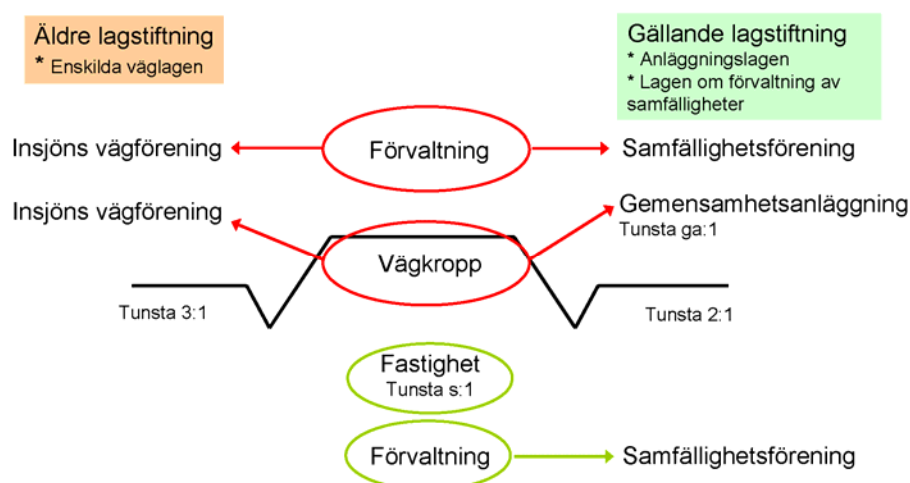 Äldre lagstiftning
* Enskilda väglagen
Gällande lagstiftning
* Anläggningslagen
* Lagen om förvaltning av
samfälligheter
Insjöns vägförening
Förvaltning
Samfällighetsförening
Insjöns vägförening
Vägkropp
Gemensamhetsanläggning
Tunsta ga:1
Tunsta 3:1
Tunsta 2:1
Fastighet
Tunsta s:1
Förvaltning
Samfällighetsförening